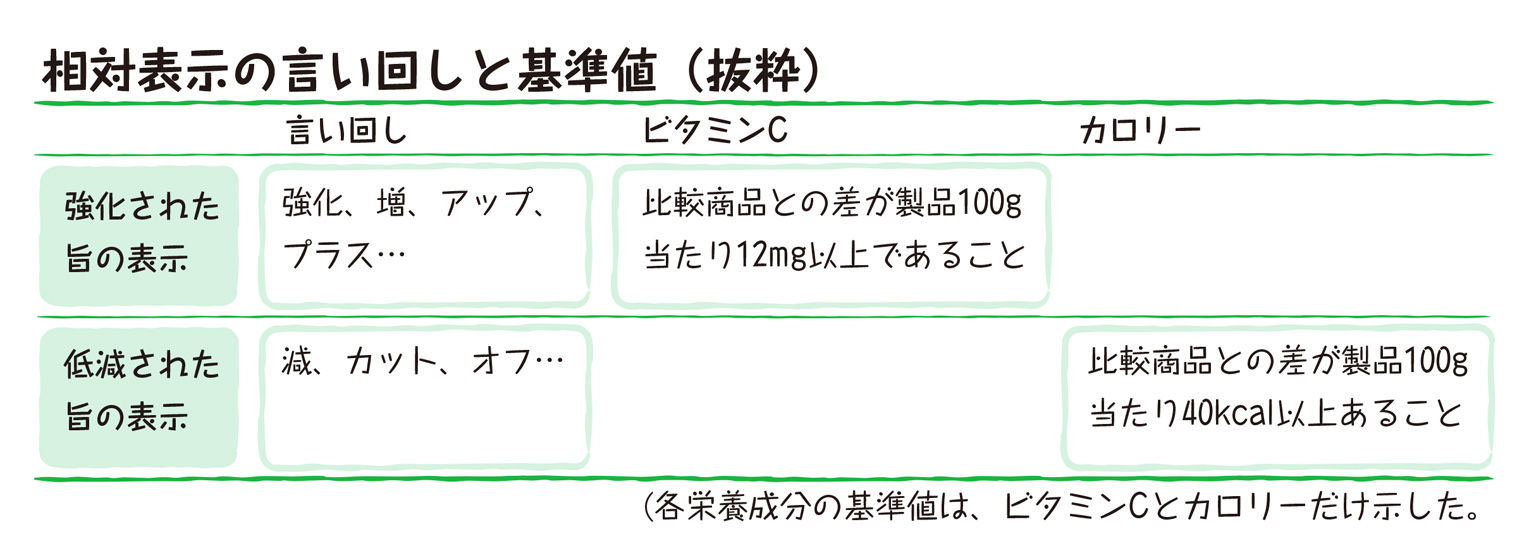 相対表示の言い回しと基準値（抜粋）
言い回し ビタミンC カロリー
強化された
旨の表示
強化、増、アップ、
プラス…
比較商品との差が製品100g
当たり12mg以上であること
低減された
旨の表示
減、カット、オフ…
比較商品との差が製品100g
当たり40kcal以上あること
（各栄養成分の基準値は、ビタミンCとカロリーだけ示した。